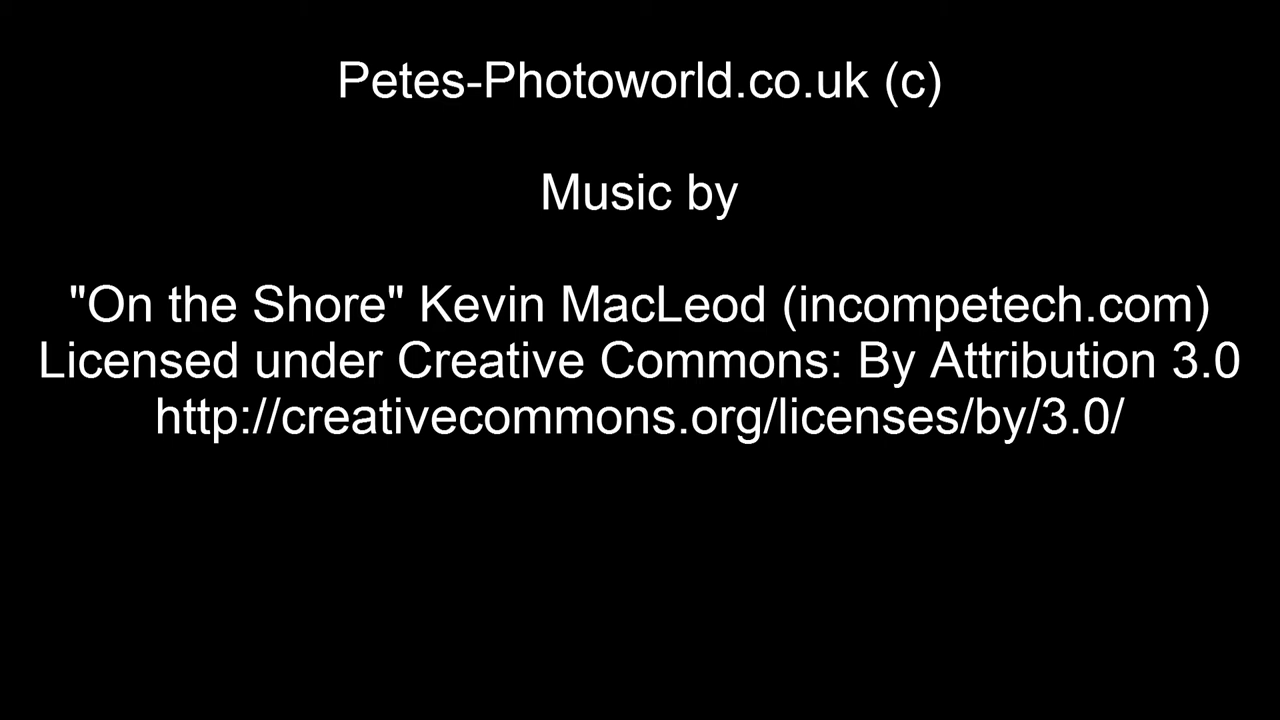 Petes-Photoworld.co.uk (c)
Music by
"On the Shore" Kevin MacLeod (incompetech.com)
Licensed under Creative Commons: By Attribution 3.0
http://creativecommons.org/licenses/by/3.0/